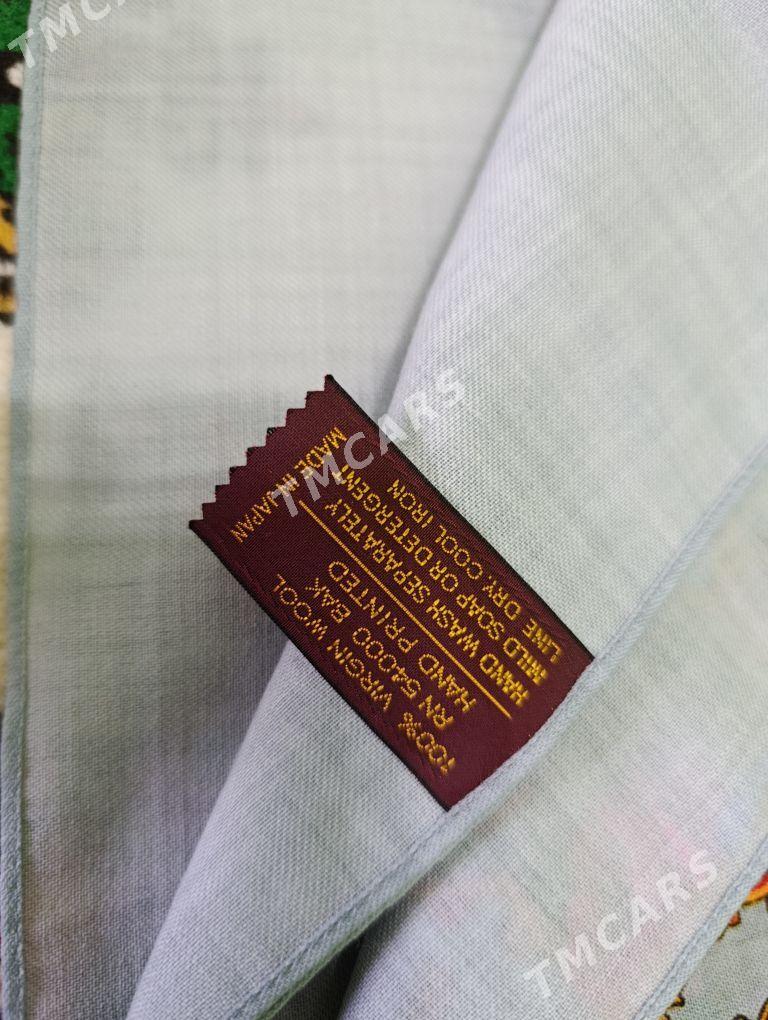 100% VIRGIN WOOL
RN 54000 BAK.
HAND PRINTED
HAND WASH SEPARATELY
MILD SOAP OR DETERGENT
LINE DRY. COOL IRON
MADE IN JAPAN
TMCARS
TMCARS
TMCARS